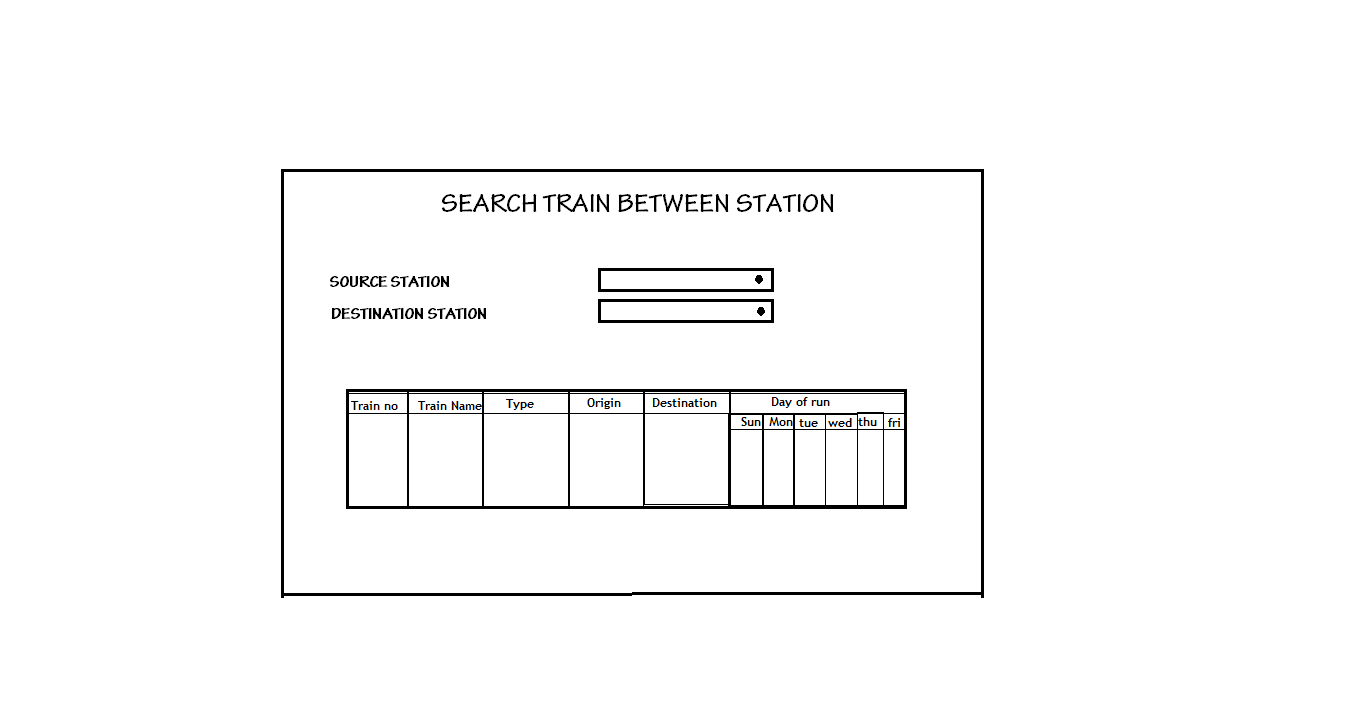 SEARCH TRAIN BETWEEN STATION
SOURCE STATION
DESTINATION STATION
Train no Train Name Type Origin Destination Day of run
Sun Mon tue wed thu fri